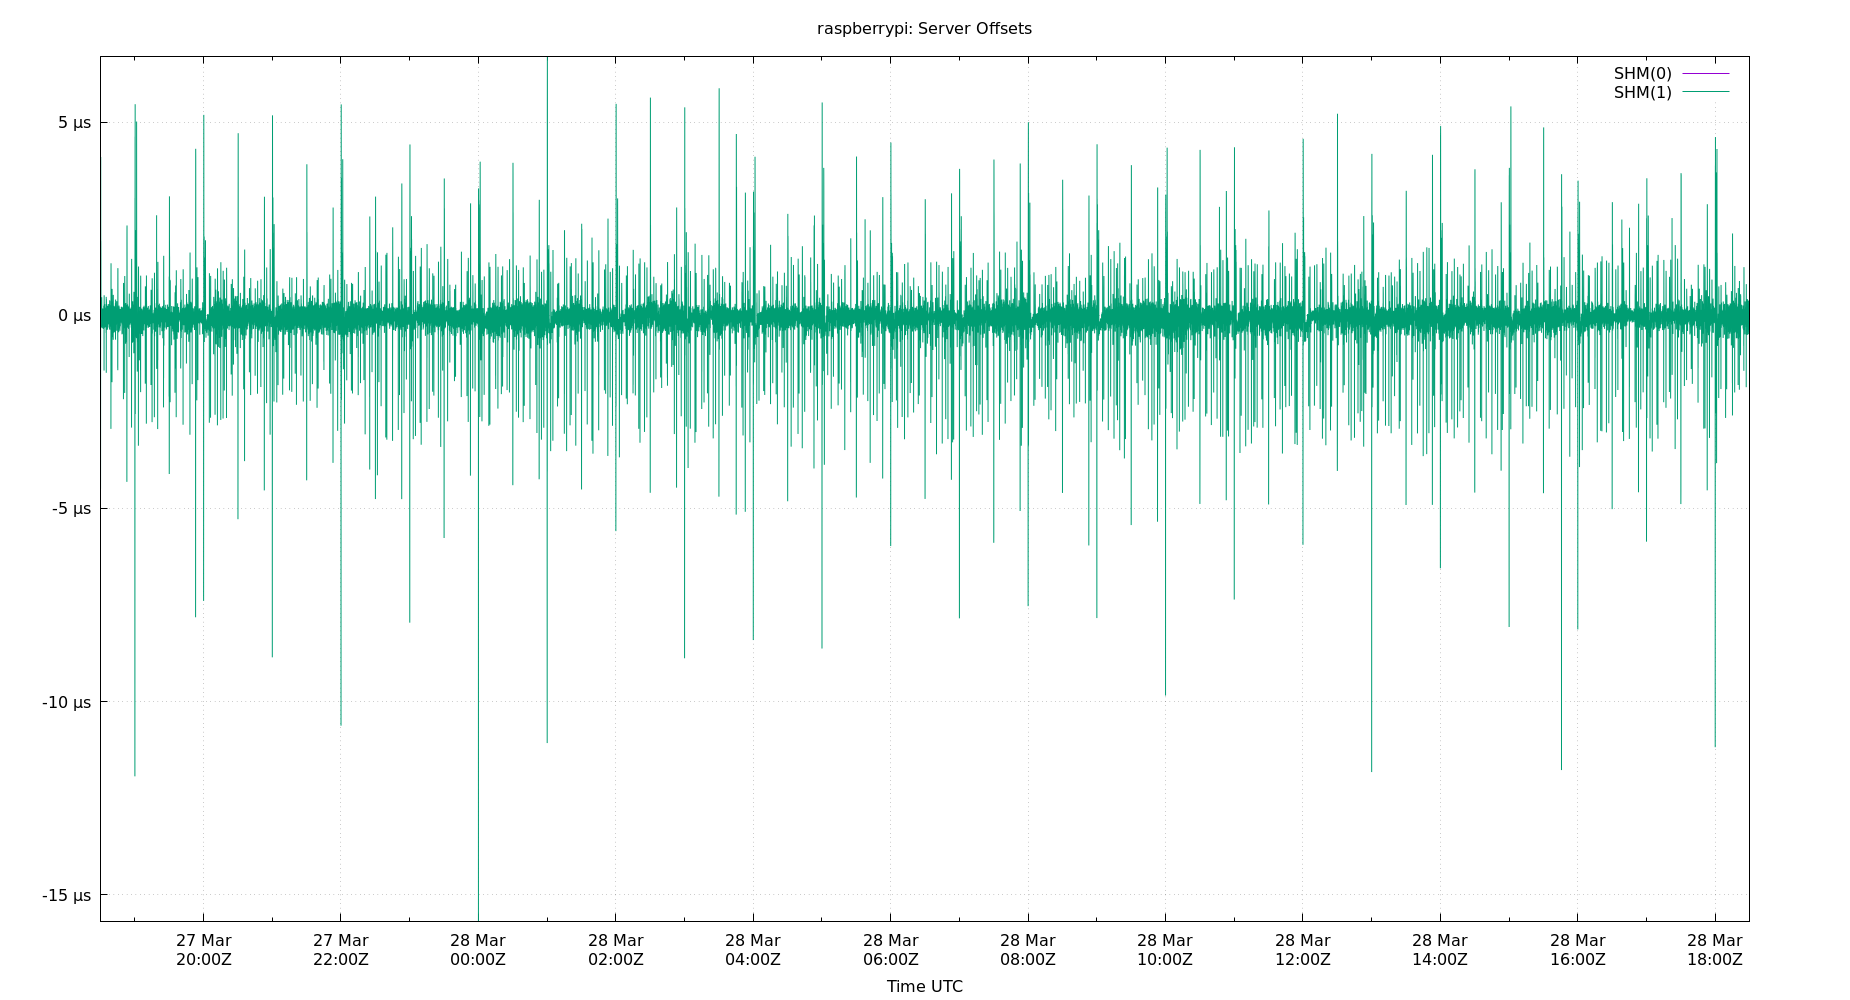 raspberrypi: Server Offsets
SHM(0)
SHM(1)
5 µs
0 µs
-5 µs
-10 µs
-15 µs
27 Mar 27 Mar 28 Mar 28 Mar 28 Mar 28 Mar 28 Mar 28 Mar 28 Mar 28 Mar 28 Mar 28 Mar
20:00Z 22:00Z 00:00Z 02:00Z 04:00Z 06:00Z 08:00Z 10:00Z 12:00Z 14:00Z 16:00Z 18:00Z
Time UTC